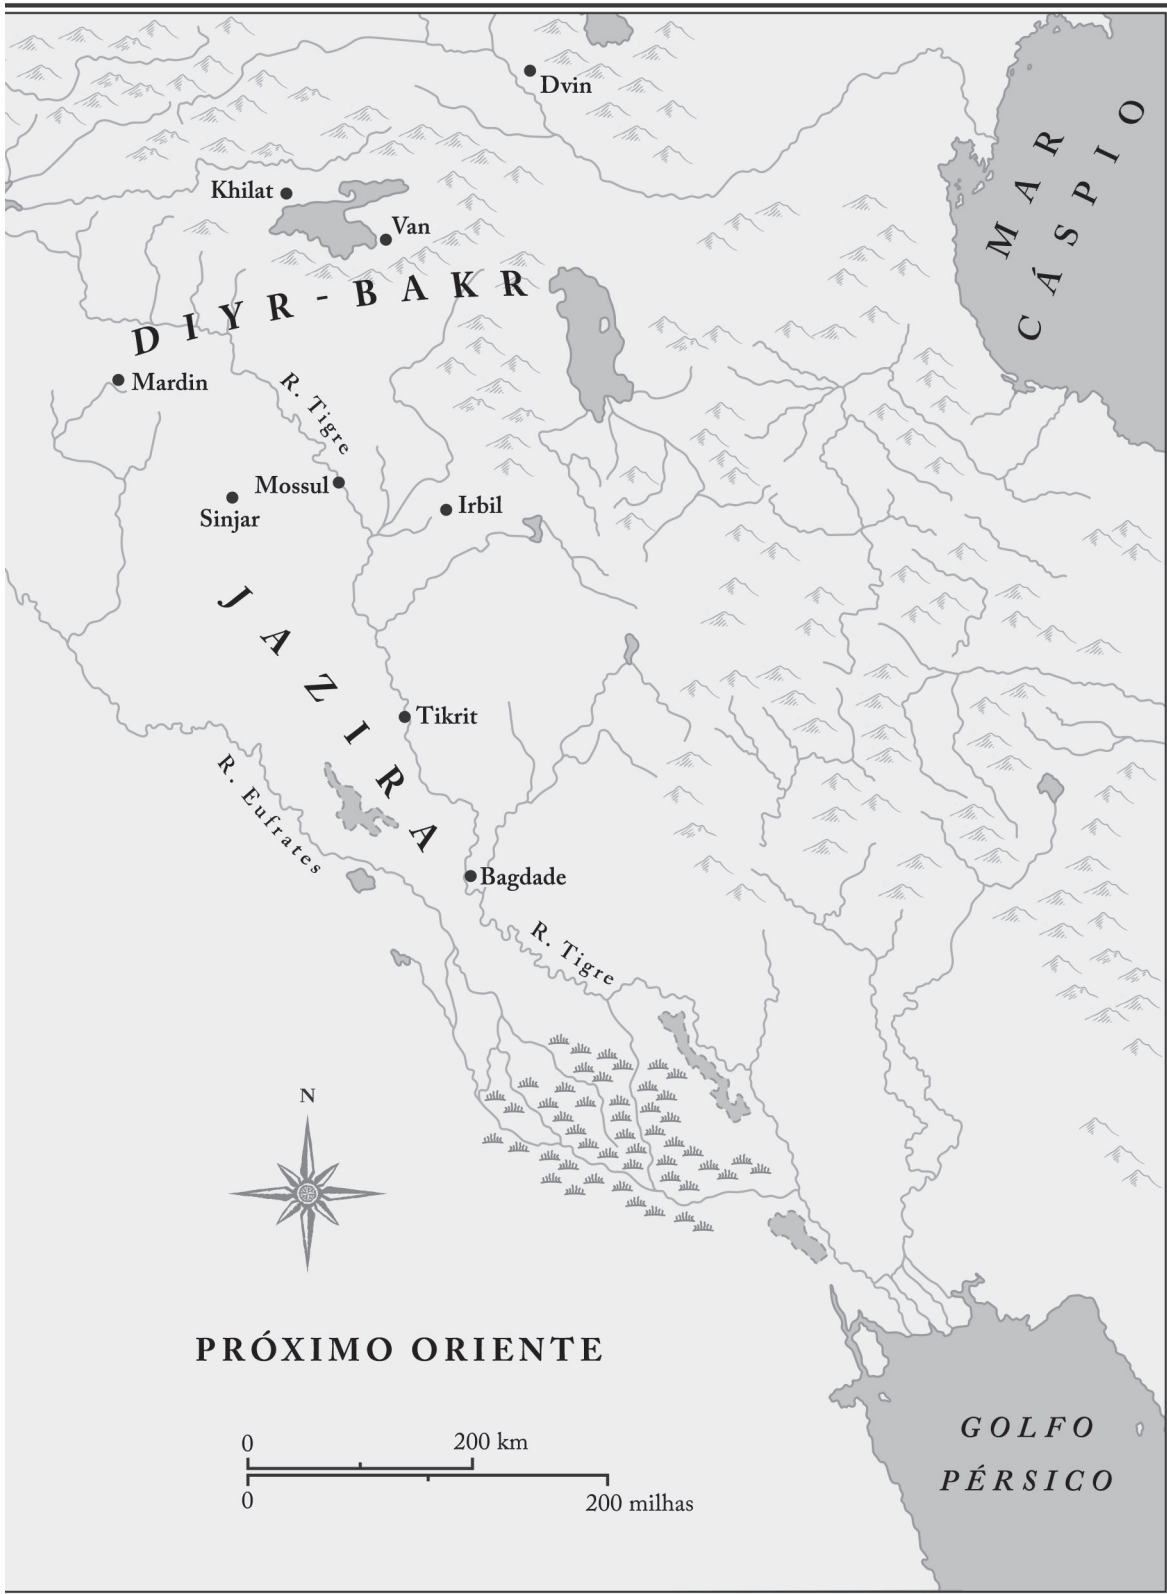 Dvin
MAR
CÁSPIO
Khilat
Van
DIYR-BAKR
Mardin
R. Tigre
Mossul
Sinjar
Irbil
JAZIRA
Tikrit
R. Eufrates
Bagdade
R. Tigre
N
PRÓXIMO ORIENTE
0 200 km
0 200 milhas
GOLFO
PÉRSICO